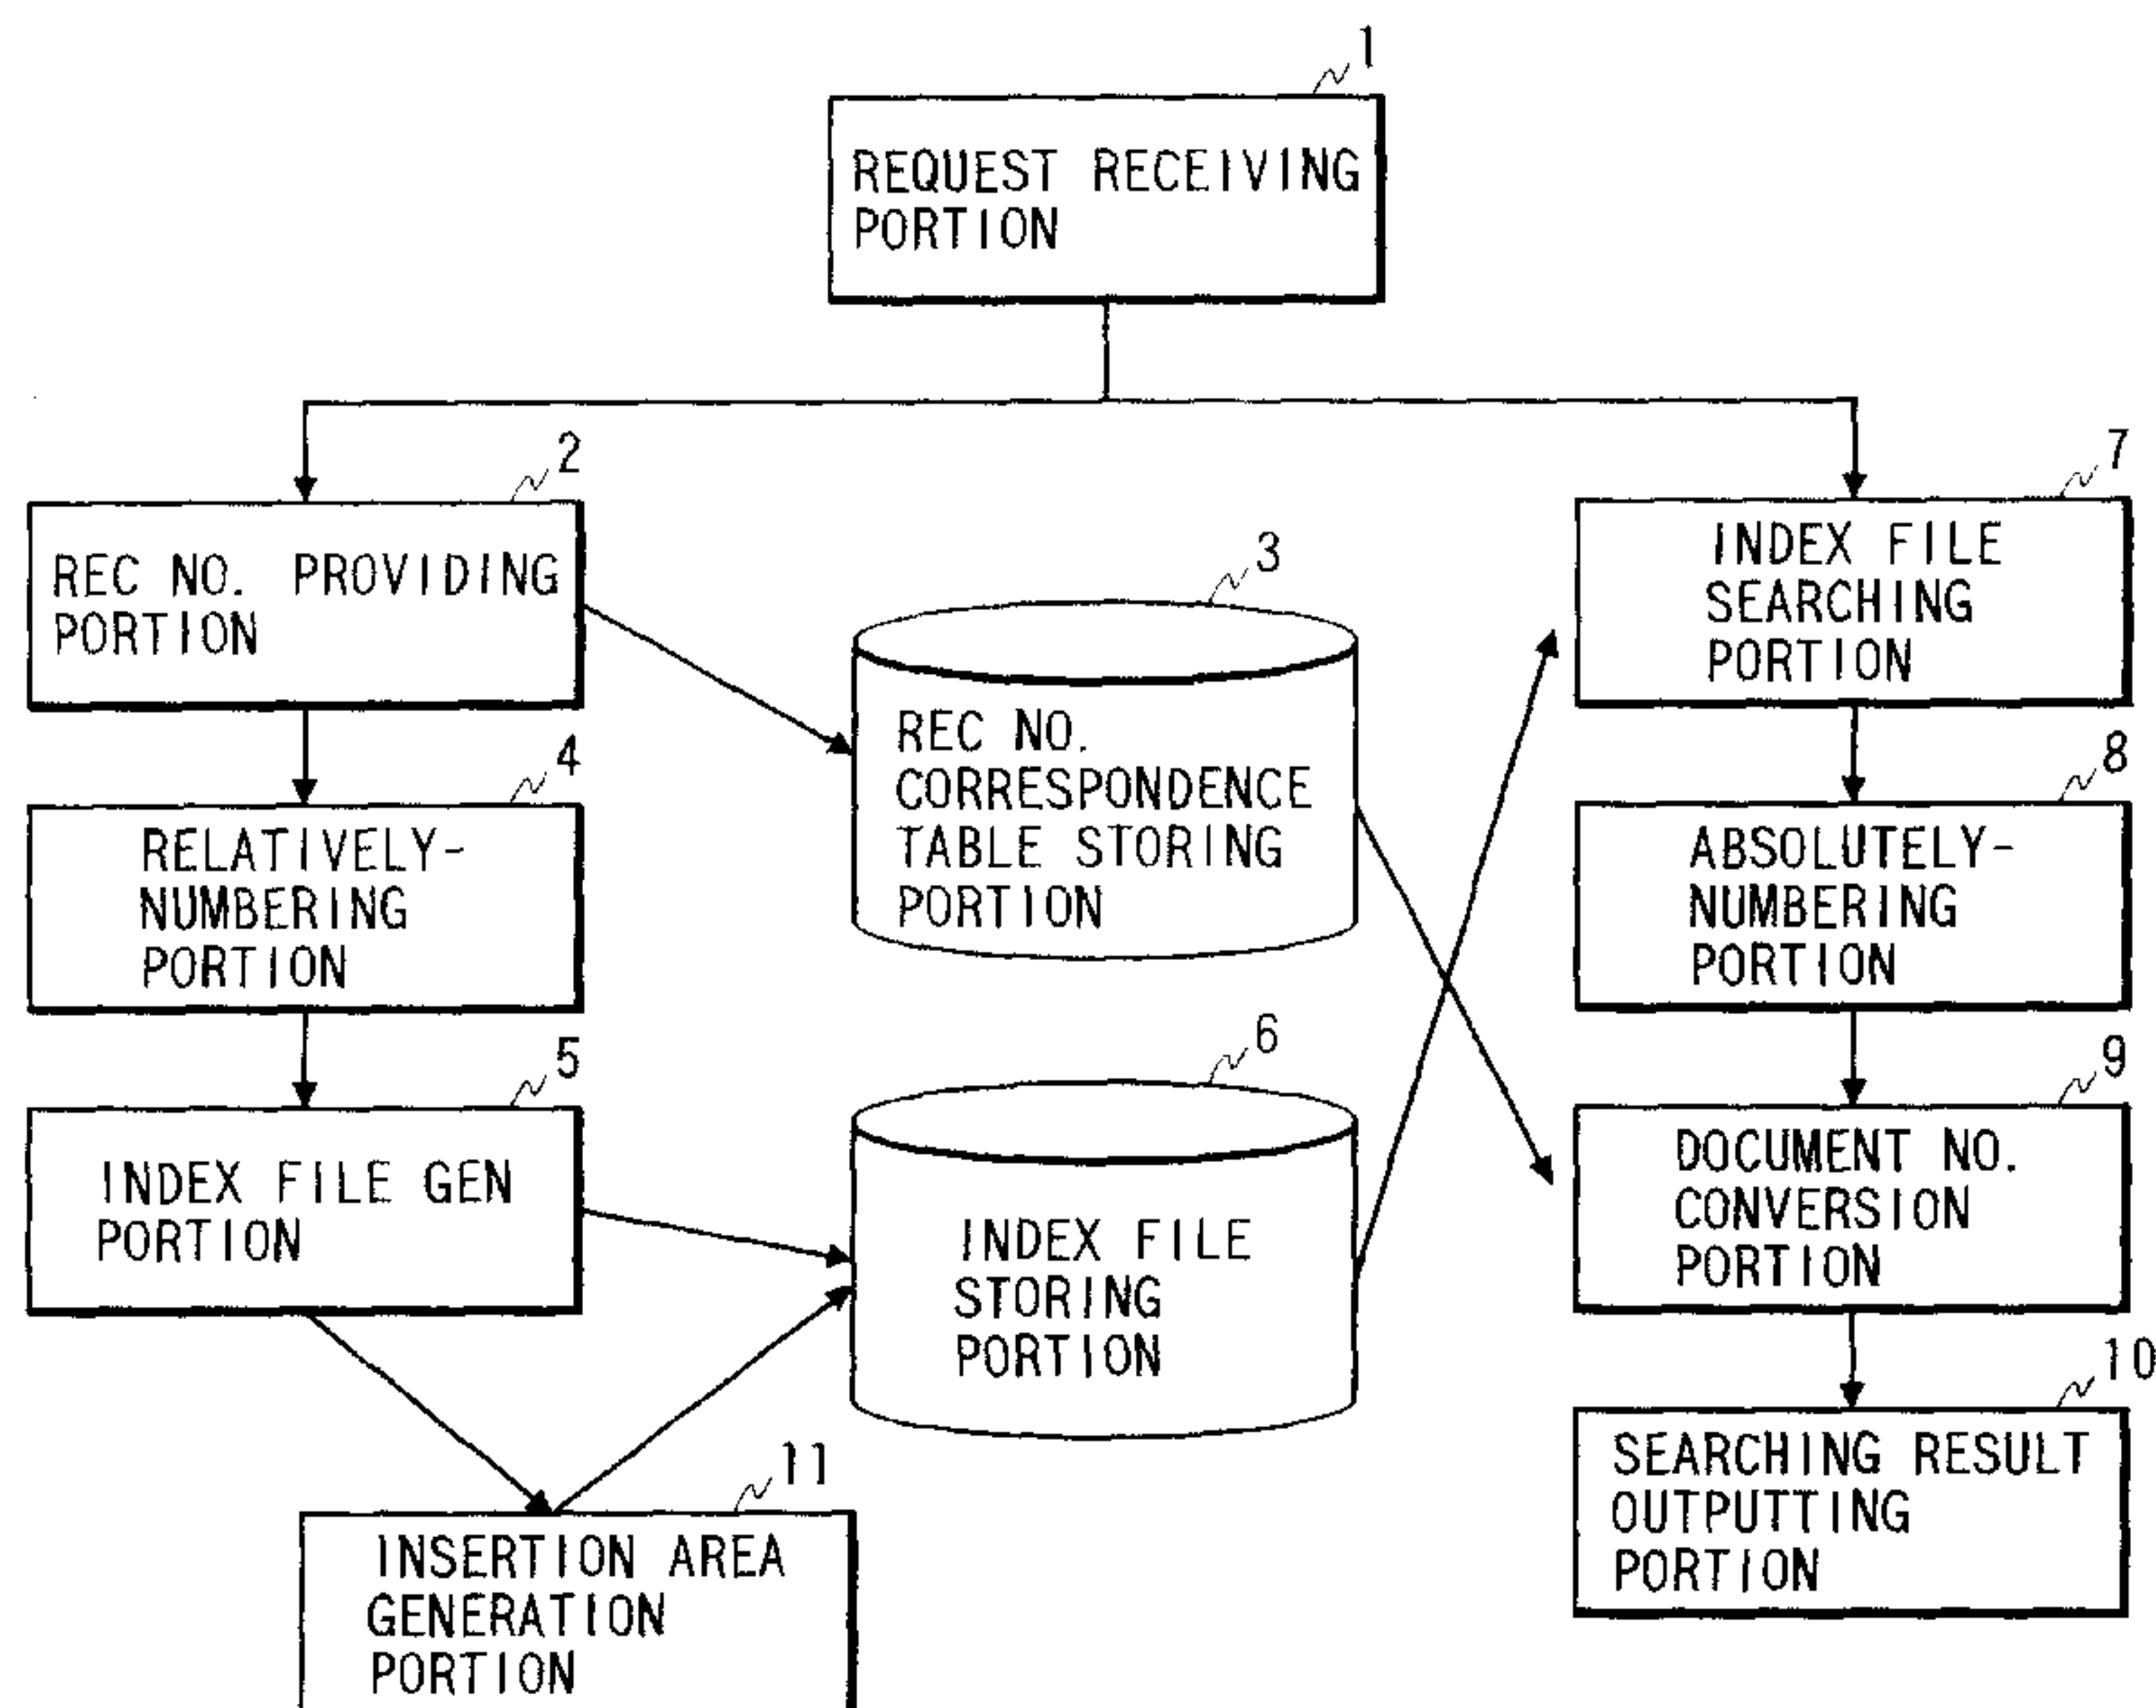 1
REQUEST RECEIVING
PORTION
2
REC NO. PROVIDING
PORTION
3
REC NO.
CORRESPONDENCE
TABLE STORING
PORTION
7
INDEX FILE
SEARCHING
PORTION
4
RELATIVELY-
NUMBERING
PORTION
8
ABSOLUTELY-
NUMBERING
PORTION
5
INDEX FILE GEN
PORTION
6
INDEX FILE
STORING
PORTION
9
DOCUMENT NO.
CONVERSION
PORTION
10
SEARCHING RESULT
OUTPUTTING
PORTION
11
INSERTION AREA
GENERATION
PORTION